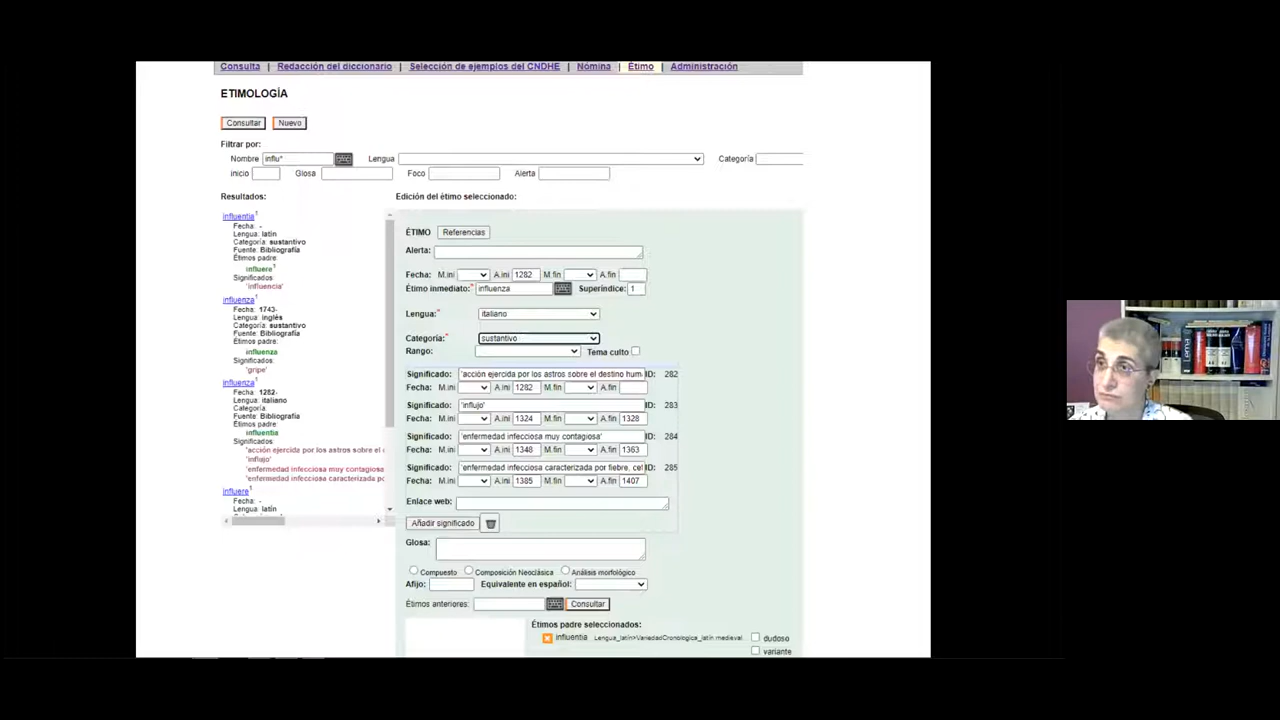 Consulta | Redacción del diccionario | Selección de ejemplos del CNDHE | Nómina | Étimo | Administración
ETIMOLOGÍA
Consultar Nuevo
Filtrar por:
Nombre influ* Lengua Categoría
inicio Glosa Foco Alerta
Resultados:
influentia1
Fecha: -
Lengua: latín
Categoría: sustantivo
Fuente: Bibliografía
Étimos padre:
influere1
Significados:
'influencia'
influenza1
Fecha: 1743-
Lengua: inglés
Categoría: sustantivo
Fuente: Bibliografía
Étimos padre:
influenza
Significados:
'gripe'
influenza1
Fecha: 1282-
Lengua: italiano
Categoría:
Fuente: Bibliografía
Étimos padre:
influentia
Significados:
'acción ejercida por los astros sobre el
'influjo'
'enfermedad infecciosa muy contagiosa
'enfermedad infecciosa caracterizada por
influere1
Fecha: -
Lengua: latín
Edición del étimo seleccionado:
ÉTIMO Referencias
Alerta:
Fecha: M.ini A.ini 1282 M.fin A.fin
Étimo inmediato:* influenza Superíndice: 1
Lengua:* italiano
Categoría:* sustantivo
Rango: Tema culto
Significado: 'acción ejercida por los astros sobre el destino hum ID: 282
Fecha: M.ini A.ini 1282 M.fin A.fin
Significado: 'influjo' ID: 283
Fecha: M.ini A.ini 1324 M.fin A.fin 1328
Significado: 'enfermedad infecciosa muy contagiosa' ID: 284
Fecha: M.ini A.ini 1348 M.fin A.fin 1363
Significado: 'enfermedad infecciosa caracterizada por fiebre, cef ID: 285
Fecha: M.ini A.ini 1385 M.fin A.fin 1407
Enlace web:
Añadir significado
Glosa:
Compuesto Composición Neoclásica Análisis morfológico
Afijo: Equivalente en español:
Étimos anteriores: Consultar
Étimos padre seleccionados:
influentia Lengua_latín>VariedadCronologica_latín medieval dudoso
variante